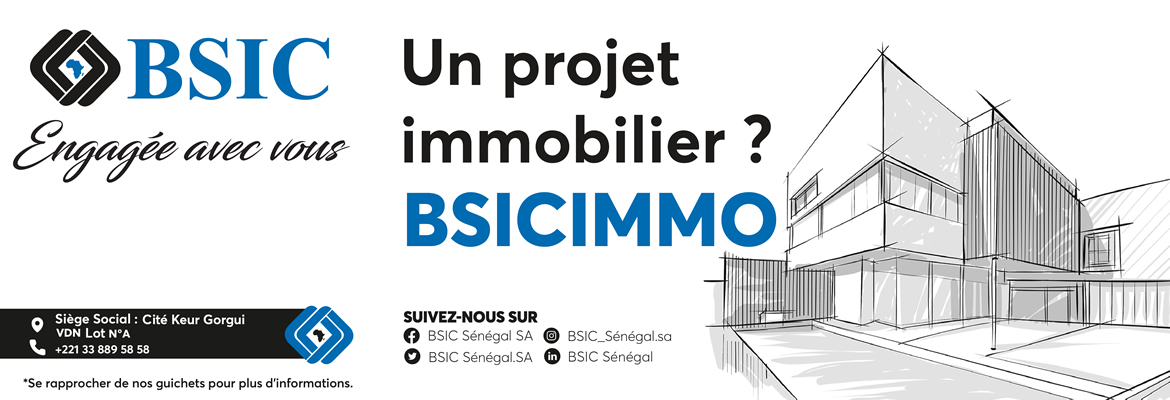 BSIC
Engagée avec vous
Un projet
immobilier ?
BSICIMMO
Siège Social : Cité Keur Gorgui
VDN Lot N°A
+221 33 889 58 58
*Se rapprocher de nos guichets pour plus d'informations.
SUIVEZ-NOUS SUR
BSIC Sénégal SA BSIC_Sénégal.sa
BSIC Sénégal.SA BSIC Sénégal